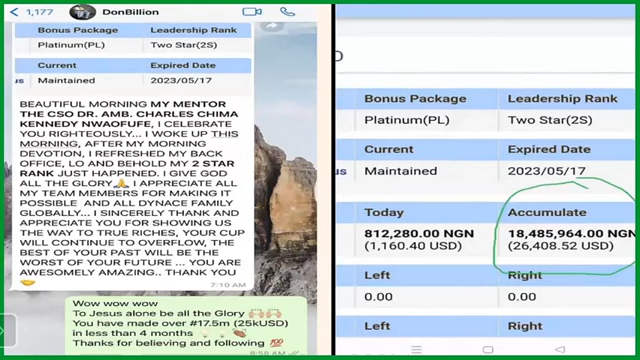 1,177
DonBillion
Bonus Package Leadership Rank
Platinum(PL) Two Star(2S)
Current Expired Date
us Maintained 2023/05/17
BEAUTIFUL MORNING MY MENTOR
THE CSO DR. AMB. CHARLES CHIMA
KENNEDY NWAOFUFE, I CELEBRATE
YOU RIGHTEOUSLY... I WOKE UP THIS
MORNING, AFTER MY MORNING
DEVOTION, I REFRESHED MY BACK
OFFICE, LO AND BEHOLD MY 2 STAR
RANK JUST HAPPENED. I GIVE GOD
ALL THE GLORY🙏 I APPRECIATE ALL
MY TEAM MEMBERS FOR MAKING IT
POSSIBLE AND ALL DYNACE FAMILY
GLOBALLY... I SINCERELY THANK AND
APPRECIATE YOU FOR SHOWING US
THE WAY TO TRUE RICHES, YOUR CUP
WILL CONTINUE TO OVERFLOW, THE
BEST OF YOUR PAST WILL BE THE
WORST OF YOUR FUTURE ... YOU ARE
AWESOMELY AMAZING.. THANK YOU
7:10 AM
Wow wow wow
To Jesus alone be all the Glory
You have made over #17.5m (25kUSD)
in less than 4 months
Thanks for believing and following 💯
8:58 AM
Bonus Package Leadership Rank
Platinum(PL) Two Star(2S)
Current Expired Date
us Maintained 2023/05/17
Today Accumulate
812,280.00 NGN 18,485,964.00 NGN
(1,160.40 USD) (26,408.52 USD)
Left Right
0.00 0.00
Left Right